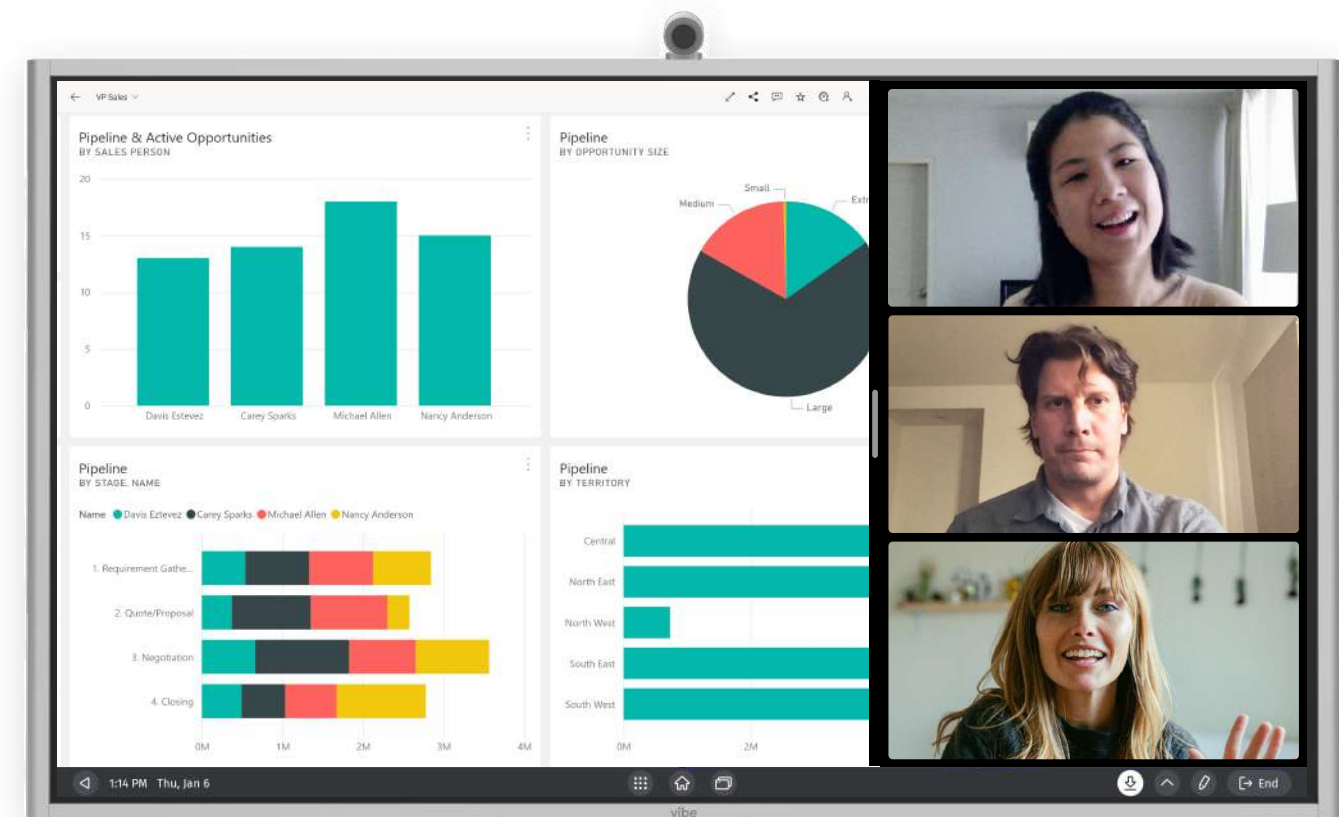 VP Sales
Pipeline & Active Opportunities
BY SALES PERSON
20
15
10
5
0
Davis Estevez
Carey Sparks
Michael Allen
Nancy Anderson
Pipeline
BY OPPORTUNITY SIZE
Small
Medium
Extr
Large
Pipeline
BY STAGE, NAME
Name Davis Eztevez Carey Sparks Michael Allen Nancy Anderson
1. Requirement Gathe...
2. Quote/Proposal
3. Negotiation
4. Closing
0M 1M 2M 3M 4M
Pipeline
BY TERRITORY
Central
North East
North West
South East
South West
0M 2M
1:14 PM Thu, Jan 6
End
vibe